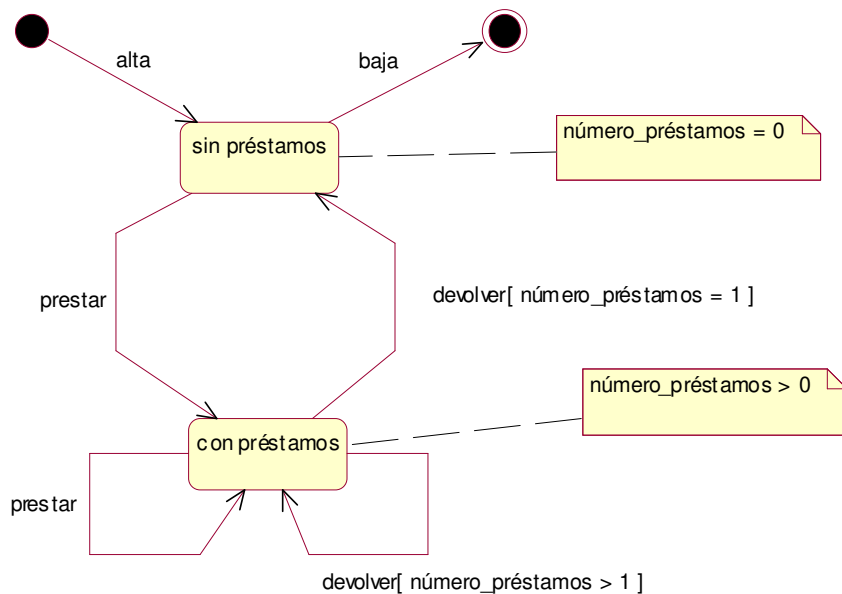 alta
baja
sin préstamos
número_préstamos = 0
prestar
devolver[ número_préstamos = 1 ]
número_préstamos > 0
con préstamos
prestar
devolver[ número_préstamos > 1 ]